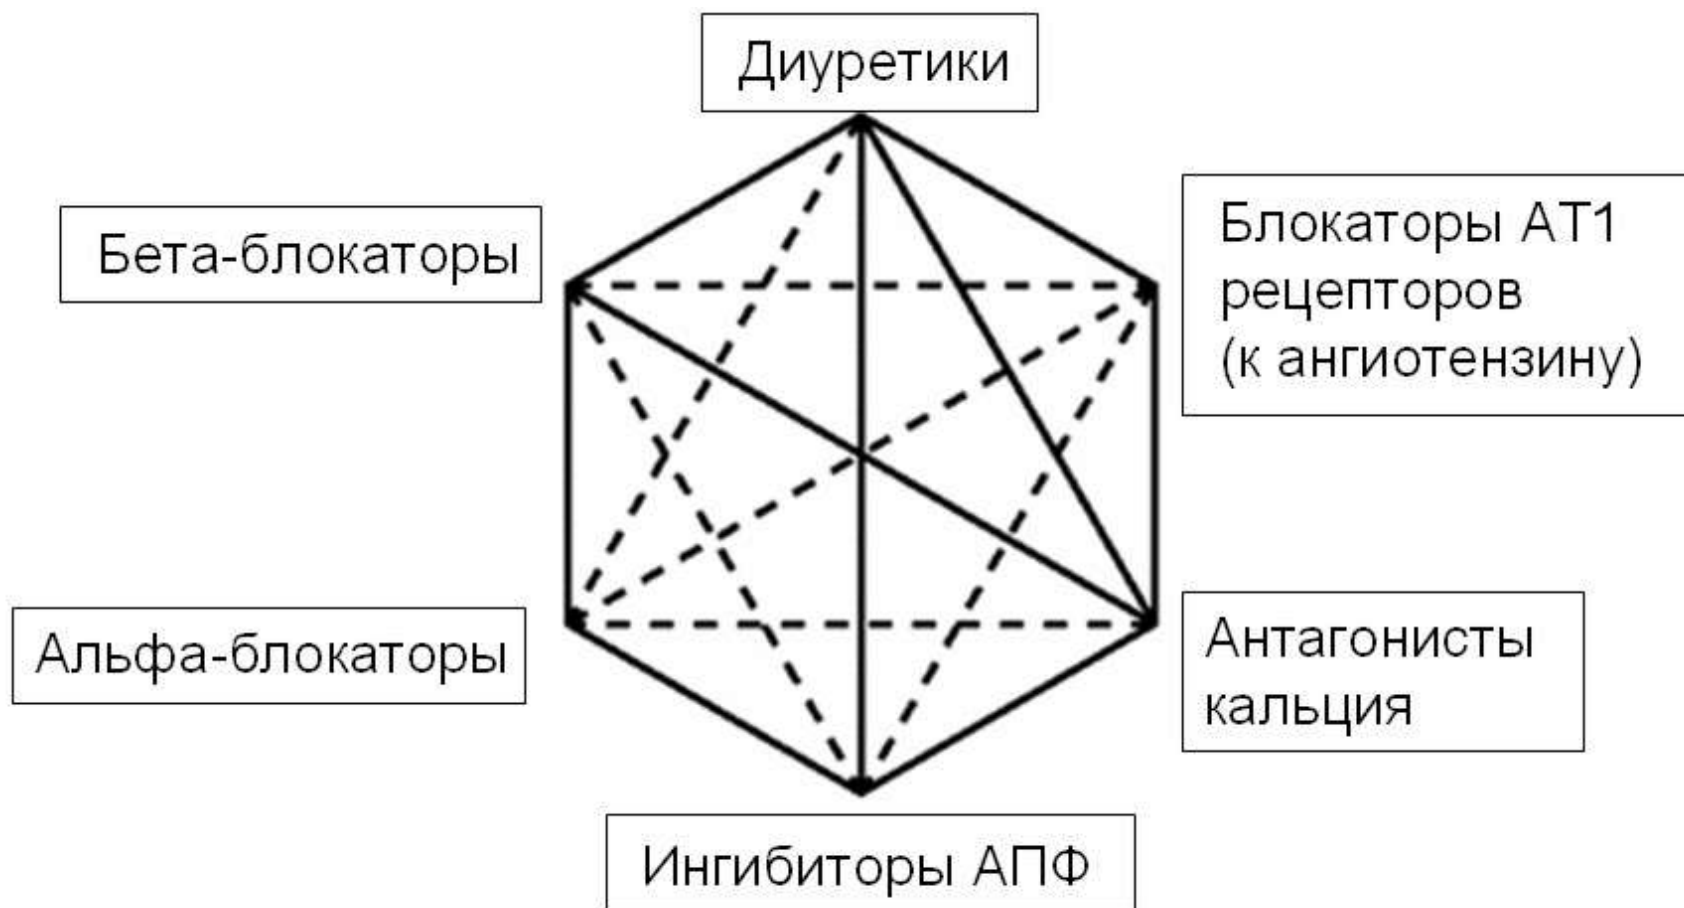 Диуретики
Бета-блокаторы
Блокаторы АТ1
рецепторов
(к ангиотензину)
Альфа-блокаторы
Антагонисты
кальция
Ингибиторы АПФ